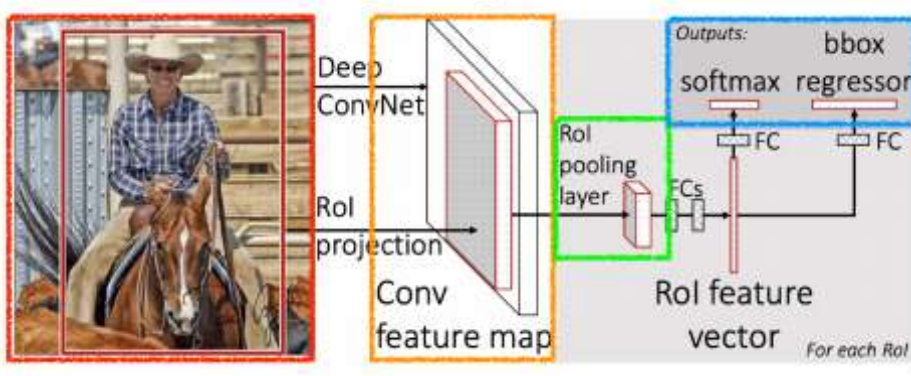 Deep
ConvNet
RoI
projection
Conv
feature map
RoI
pooling
layer
FCs
RoI feature
vector
Outputs:
softmax
bbox
regressor
FC
FC
For each RoI